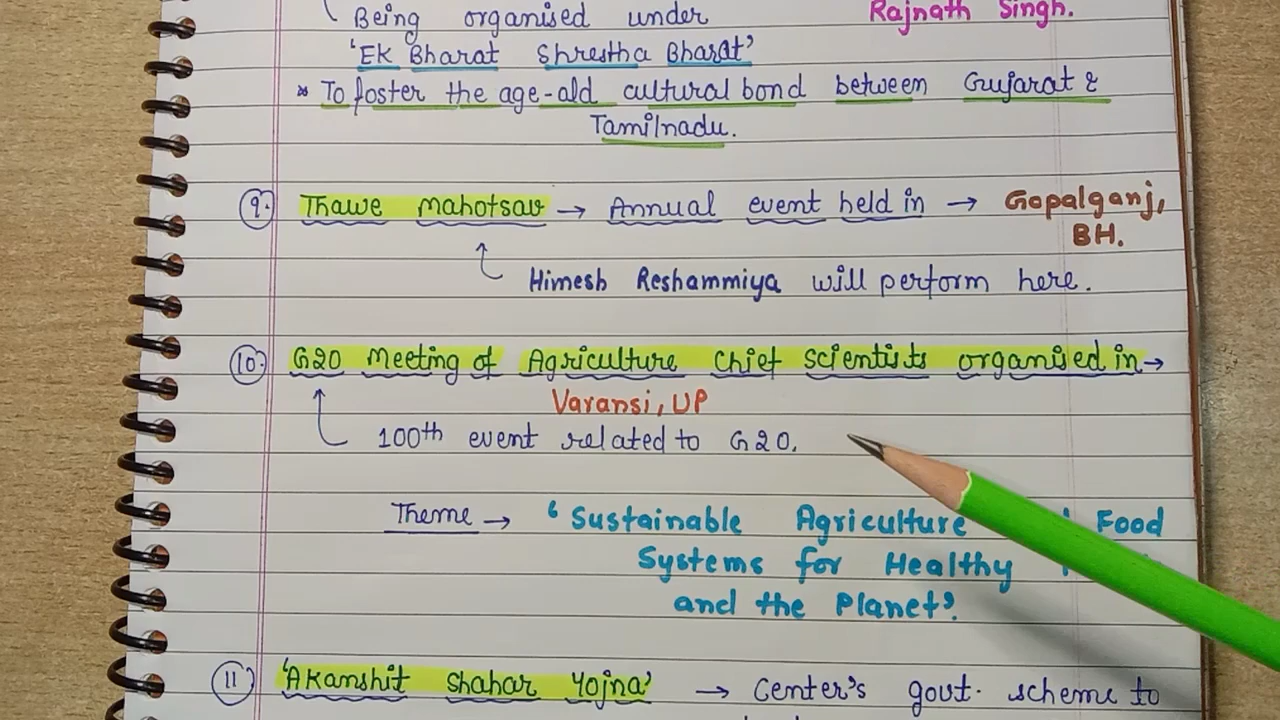 Being organised under Rajnath Singh.
'Ek Bharat Shrestha Bharat'
* To foster the age-old cultural bond between Gujarat &
Tamilnadu.
9. Thawe Mahotsav → Annual event held in → Gopalganj,
BH.
Himesh Reshammiya will perform here.
10. G20 Meeting of Agriculture Chief Scientists organised in →
Varansi, UP
100th event related to G20.
Theme → 'Sustainable Agriculture Food
Systems for Healthy
and the Planet'.
11 'Akanshit Shahar Yojna' → Center's govt. scheme to